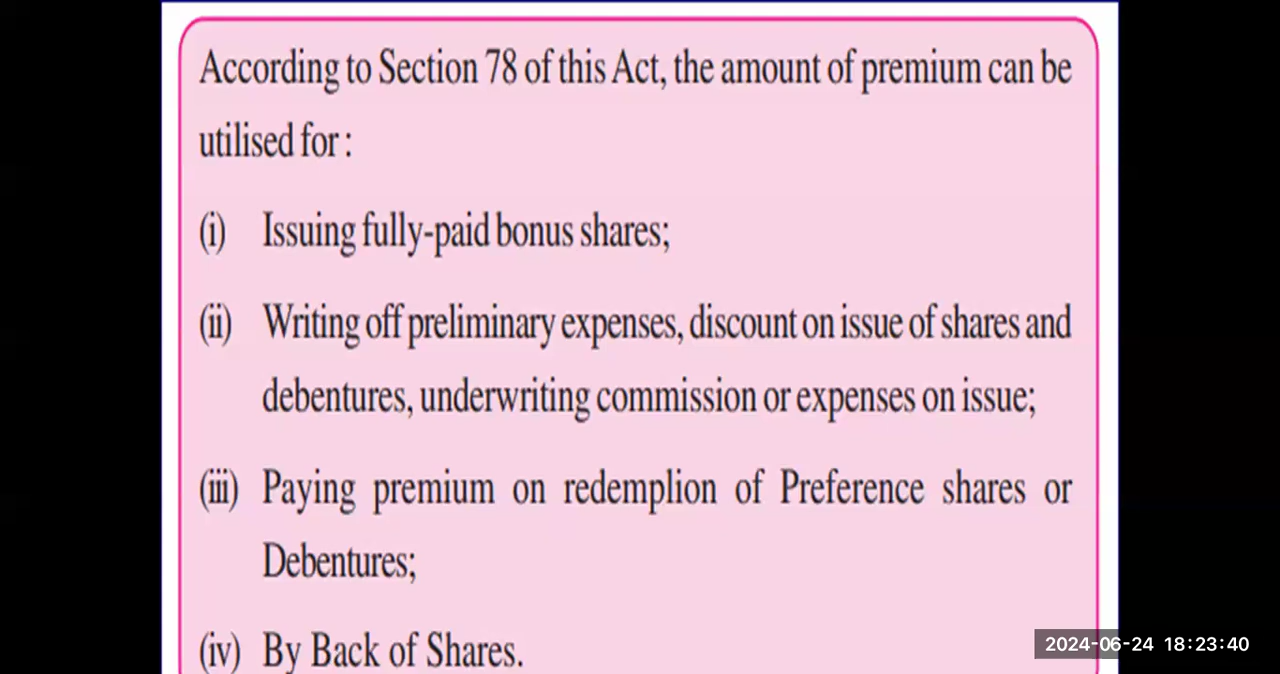 According to Section 78 of this Act, the amount of premium can be
utilised for :
(i) Issuing fully-paid bonus shares;
(ii) Writing off preliminary expenses, discount on issue of shares and
debentures, underwriting commission or expenses on issue;
(iii) Paying premium on redemplion of Preference shares or
Debentures;
(iv) By Back of Shares.
2024-06-24 18:23:40